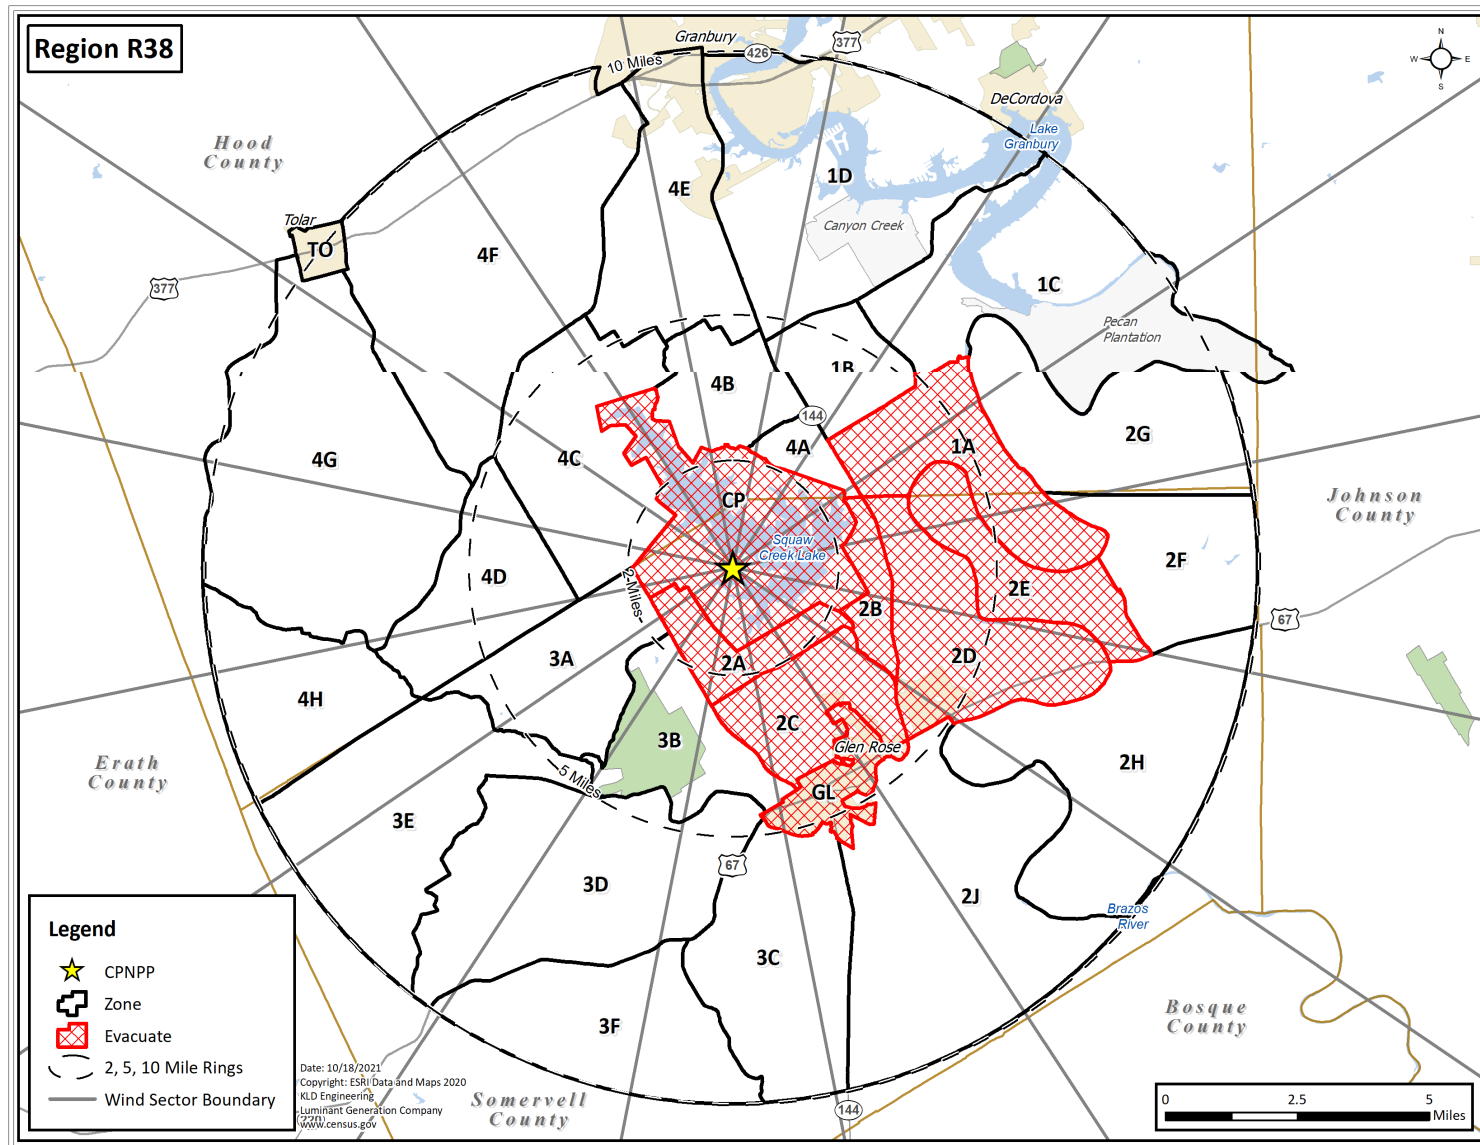 Region R38
Granbury
377
426
10 Miles
N
W E
S
DeCordova
Lake
Granbury
Hood
County
4E
1D
Tolar
TO
Canyon Creek
4F
377
1C
Pecan
Plantation
1B
4B
144
4A
1A
2G
4G
4C
CP
Johnson
County
Squaw
Creek Lake
4D
2 Miles
2E
2F
2B
67
3A
2A
2D
4H
2C
3B
Glen Rose
2H
Erath
County
5 Miles
GL
3E
67
3D
2J
Brazos
River
3C
Bosque
County
3F
Legend
CPNPP
Zone
Evacuate
2, 5, 10 Mile Rings
Wind Sector Boundary
Date: 10/18/2021
Copyright: ESRI Data and Maps 2020
KLD Engineering
Luminant Generation Company
www.census.gov
Somervell
County
144
0 2.5 5
Miles